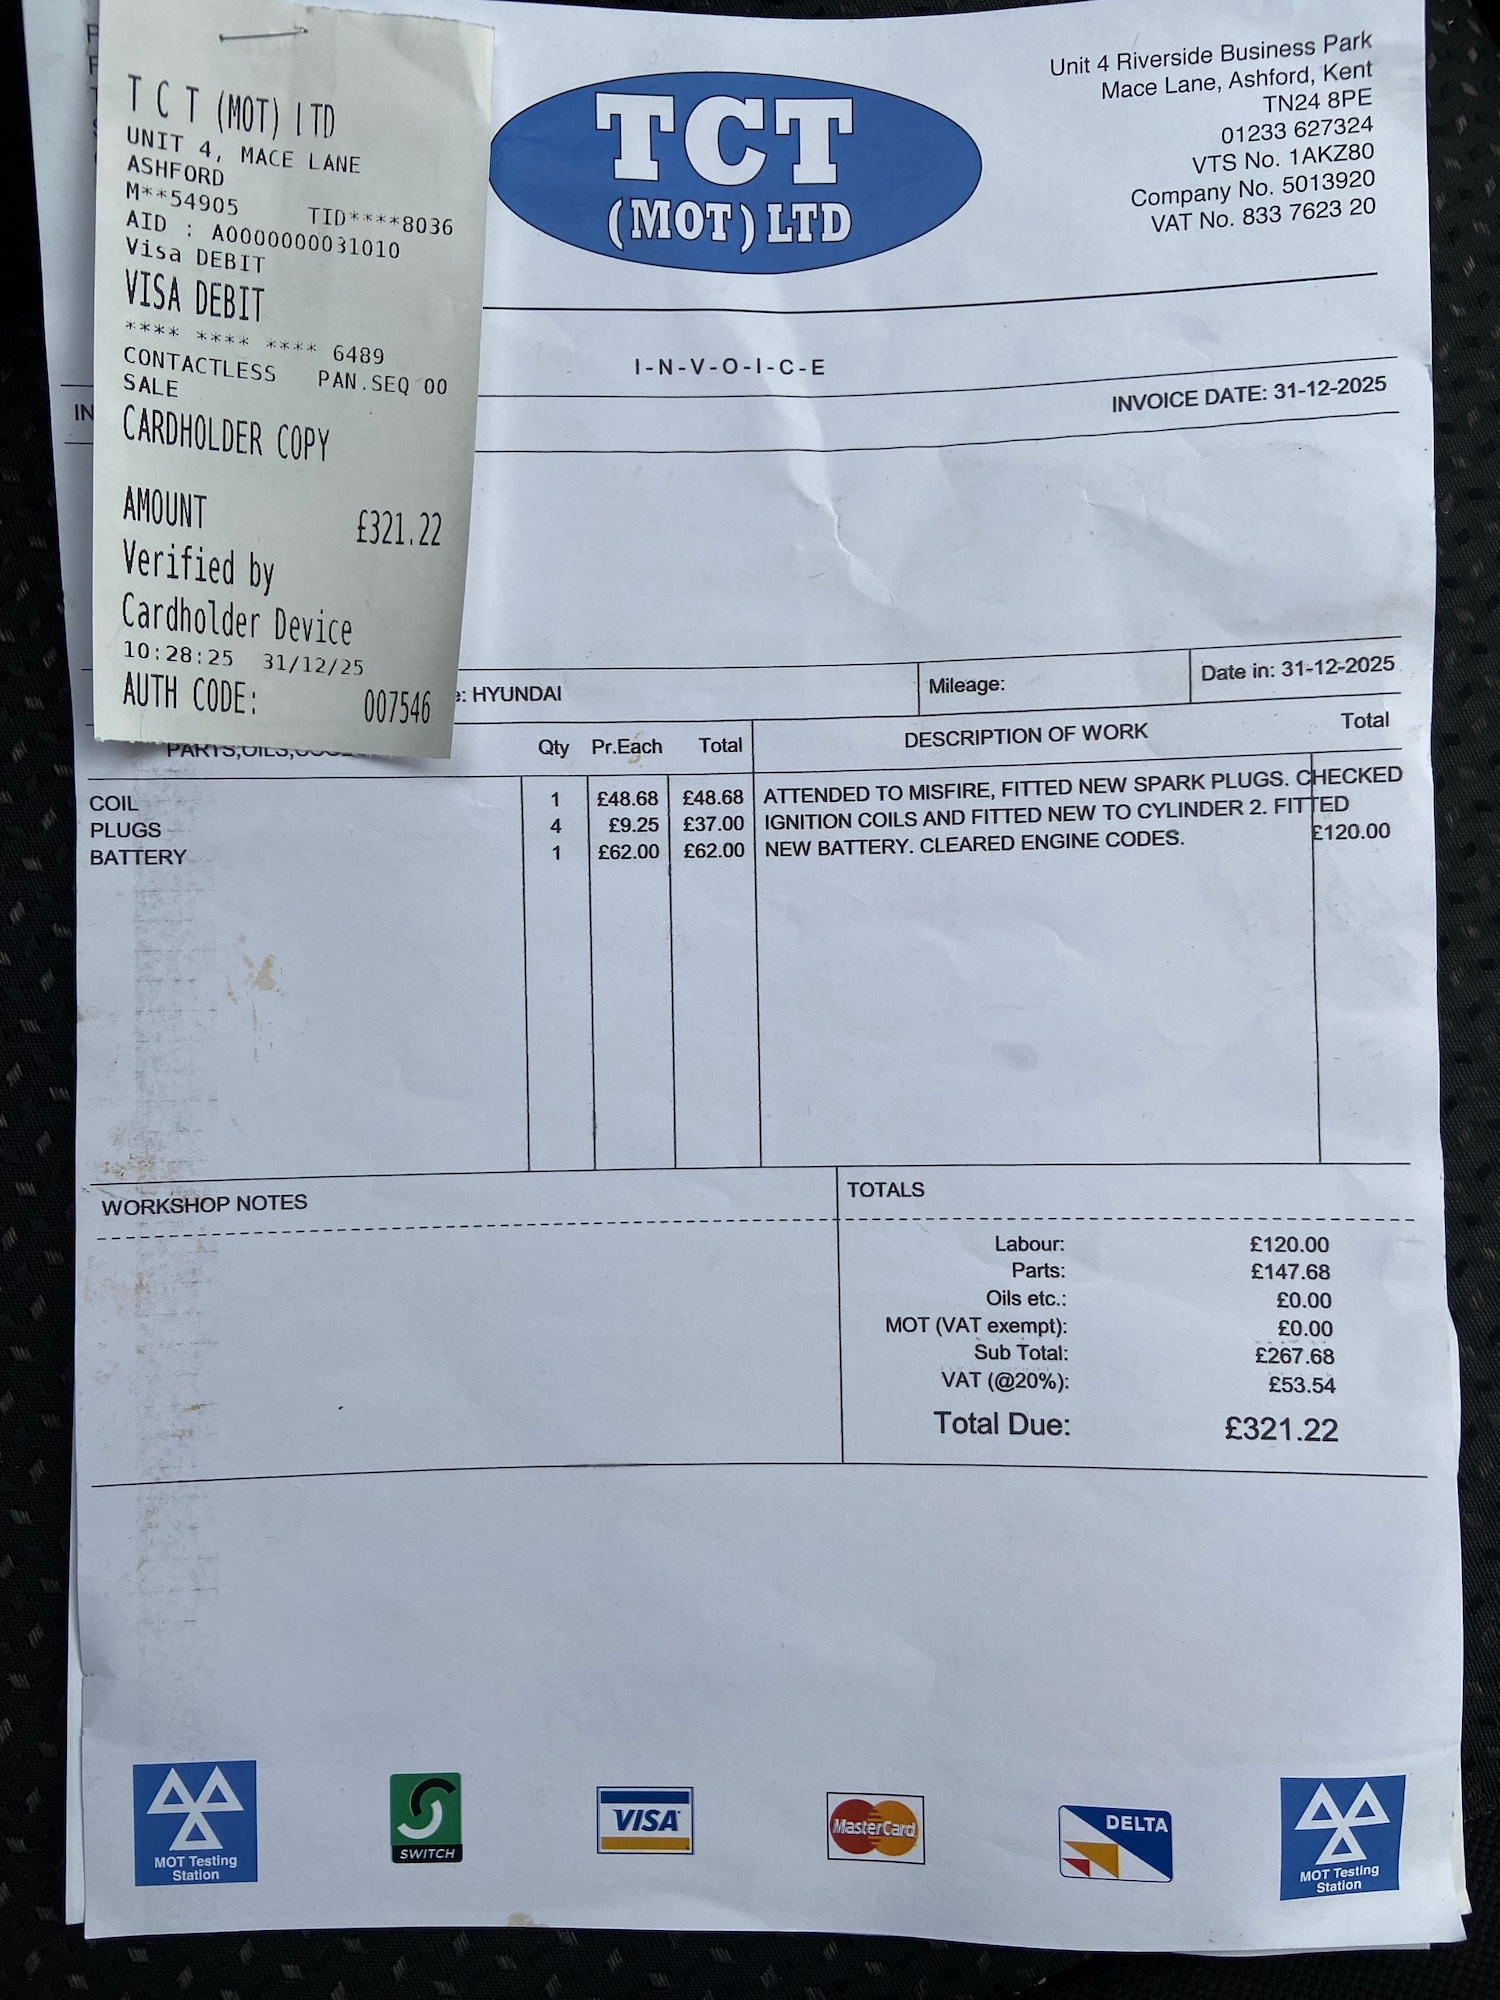 T C T (MOT) LTD
UNIT 4, MACE LANE
ASHFORD
M**54905 TID****8036
AID : A0000000031010
Visa DEBIT
VISA DEBIT
**** **** **** 6489
CONTACTLESS PAN.SEQ 00
SALE
CARDHOLDER COPY
AMOUNT £321.22
Verified by
Cardholder Device
10:28:25 31/12/25
AUTH CODE: 007546
TCT
(MOT) LTD
Unit 4 Riverside Business Park
Mace Lane, Ashford, Kent
TN24 8PE
01233 627324
VTS No. 1AKZ80
Company No. 5013920
VAT No. 833 7623 20
I-N-V-O-I-C-E
IN
INVOICE DATE: 31-12-2025
: HYUNDAI Mileage: Date in: 31-12-2025
PARTS,OILS, Qty Pr.Each Total DESCRIPTION OF WORK Total
COIL 1 £48.68 £48.68 ATTENDED TO MISFIRE, FITTED NEW SPARK PLUGS. CHECKED
PLUGS 4 £9.25 £37.00 IGNITION COILS AND FITTED NEW TO CYLINDER 2. FITTED
BATTERY 1 £62.00 £62.00 NEW BATTERY. CLEARED ENGINE CODES. £120.00
WORKSHOP NOTES
TOTALS
Labour: £120.00
Parts: £147.68
Oils etc.: £0.00
MOT (VAT exempt): £0.00
Sub Total: £267.68
VAT (@20%): £53.54
Total Due: £321.22
MOT Testing
Station
SWITCH
VISA
MasterCard
DELTA
MOT Testing
Station